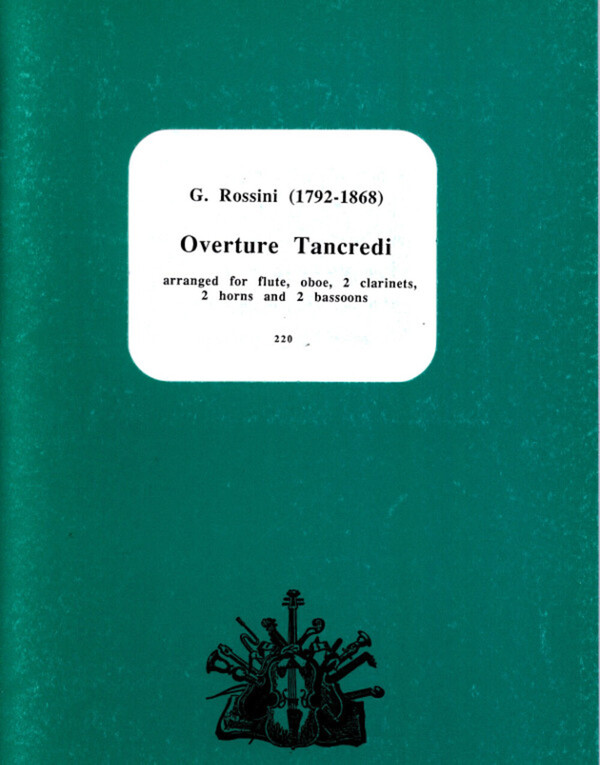 G. Rossini (1792-1868)
Overture Tancredi
arranged for flute, oboe, 2 clarinets,
2 horns and 2 bassoons
220